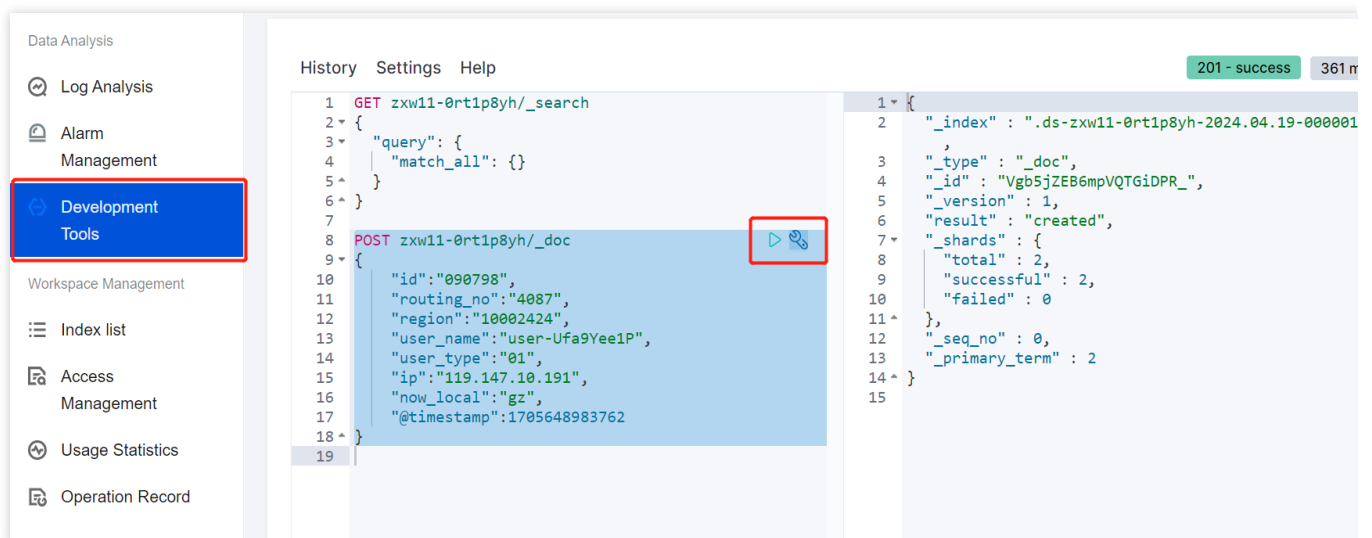 Data Analysis
Log Analysis
Alarm
Management
Development
Tools
Workspace Management
Index list
Access
Management
Usage Statistics
Operation Record
History Settings Help
201 - success
361 m
1 GET zxw11-0rt1p8yh/_search
2 {
3 "query": {
4 "match_all": {}
5 }
6 }
7
8 POST zxw11-0rt1p8yh/_doc
9 {
10 "id":"090798",
11 "routing_no":"4087",
12 "region":"10002424",
13 "user_name":"user-Ufa9Yee1P",
14 "user_type":"01",
15 "ip":"119.147.10.191",
16 "now_local":"gz",
17 "@timestamp":1705648983762
18 }
19
1 {
2 "_index" : ".ds-zxw11-0rt1p8yh-2024.04.19-000001
,
3 "_type" : "_doc",
4 "_id" : "Vgb5jZEB6mpVQTGiDPR_",
5 "_version" : 1,
6 "result" : "created",
7 "_shards" : {
8 "total" : 2,
9 "successful" : 2,
10 "failed" : 0
11 },
12 "_seq_no" : 0,
13 "_primary_term" : 2
14 }
15